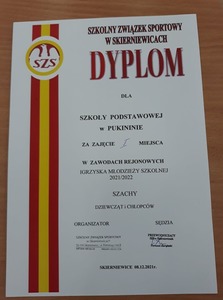 SZKOLNY ZWIĄZEK SPORTOWY
W SKIERNIEWICACH
SZS
DYPLOM
DLA
SZKOŁY PODSTAWOWEJ
w PUKININIE
ZA ZAJĘCIE I MIEJSCA
W ZAWODACH REJONOWYCH
IGRZYSKA MŁODZIEŻY SZKOLNEJ
2021/2022
SZACHY
DZIEWCZĄT i CHŁOPCÓW
ORGANIZATOR SĘDZIA
SKIERNIEWICE 08.12.2021r.